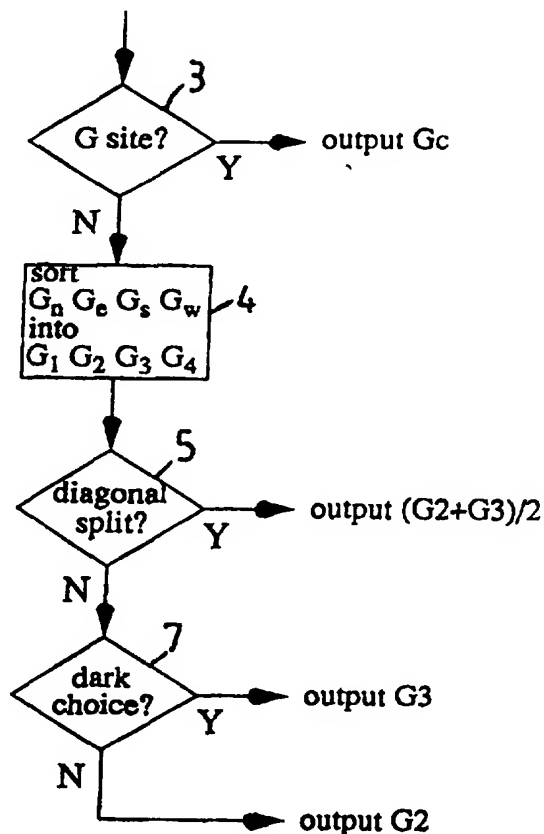 3
G site?
output Gc
Y
N
sort
Gn Ge Gs Gw
into
G1 G2 G3 G4
4
5
diagonal
split?
output (G2+G3)/2
Y
N
7
dark
choice?
output G3
Y
N
output G2